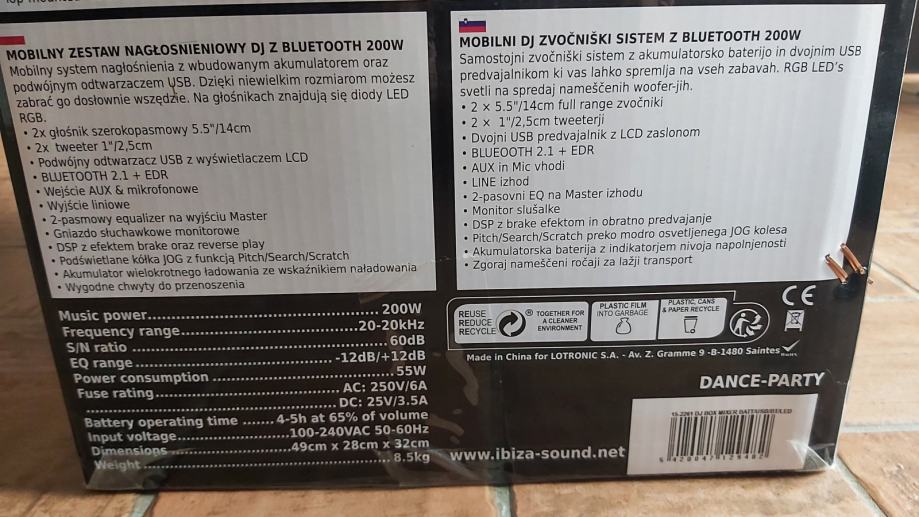 MOBILNY ZESTAW NAGŁOSNIENIOWY DJ Z BLUETOOTH 200W
Mobilny system nagłośnienia z wbudowanym akumulatorem oraz
podwójnym odtwarzaczem USB. Dzięki niewielkim rozmiarom możesz
zabrać go dosłownie wszędzie. Na głośnikach znajdują się diody LED
RGB.
• 2x głośnik szerokopasmowy 5.5"/14cm
• 2x tweeter 1"/2,5cm
• Podwójny odtwarzacz USB z wyświetlaczem LCD
• BLUETOOTH 2.1 + EDR
• Wejście AUX & mikrofonowe
• Wyjście liniowe
• 2-pasmowy equalizer na wyjściu Master
• Gniazdo słuchawkowe monitorowe
• DSP z efektem brake oraz reverse play
• Podświetlane kółka JOG z funkcją Pitch/Search/Scratch
• Akumulator wielokrotnego ładowania ze wskaźnikiem naładowania
• Wygodne chwyty do przenoszenia
MOBILNI DJ ZVOČNIŠKI SISTEM Z BLUETOOTH 200W
Samostojni zvočniški sistem z akumulatorsko baterijo in dvojnim USB
predvajalnikom ki vas lahko spremlja na vseh zabavah. RGB LED's
svetli na spredaj nameščenih woofer-jih.
• 2 × 5.5"/14cm full range zvočniki
• 2 × 1"/2,5cm tweeterji
• Dvojni USB predvajalnik z LCD zaslonom
• BLUEOOTH 2.1 + EDR
• AUX in Mic vhodi
• LINE izhod
• 2-pasovni EQ na Master izhodu
• Monitor slušalke
• DSP z brake efektom in obratno predvajanje
• Pitch/Search/Scratch preko modro osvetljenega JOG kolesa
• Akumulatorska baterija z indikatorjem nivoja napolnjenosti
• Zgoraj nameščeni ročaji za lažji transport
Music power.......... 200W
Frequency range.......... 20-20kHz
S/N ratio .......... 60dB
EQ range.......... -12dB/+12dB
Power consumption .......... 55W
Fuse rating.......... AC: 250V/6A
.......... DC: 25V/3.5A
Battery operating time ....... 4-5h at 65% of volume
Input voltage.......... 100-240VAC 50-60Hz
Dimensions ..........49cm x 28cm x 32cm
Weight.......... 8.5kg
REUSE
REDUCE
RECYCLE
®
TOGETHER FOR
A CLEANER
ENVIRONMENT
PLASTIC FILM
INTO GARBAGE
PLASTIC, CANS
& PAPER RECYCLE
CE
Made in China for LOTRONIC S.A. - Av. Z. Gramme 9 -B-1480 Saintes
RoHS
DANCE-PARTY
15-2261 DJ BOX MIXER BATT/USB/BT/LED
www.ibiza-sound.net